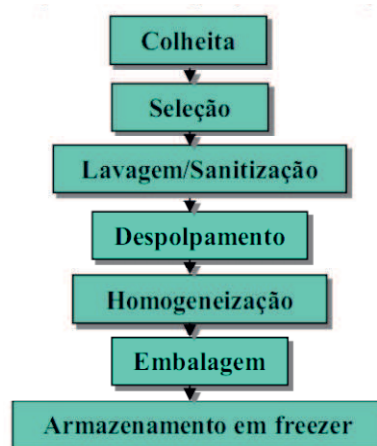 Colheita
Seleção
Lavagem/Sanitização
Despolpamento
Homogeneização
Embalagem
Armazenamento em freezer